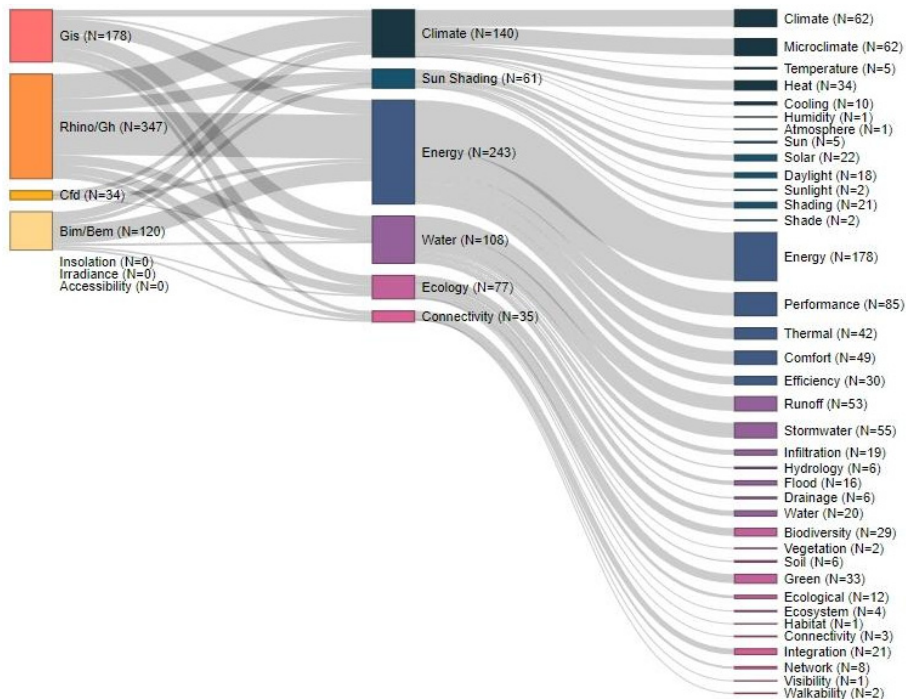 Gis (N=178)
Rhino/Gh (N=347)
Cfd (N=34)
Bim/Bem (N=120)
Insolation (N=0)
Irradiance (N=0)
Accessibility (N=0)
Climate (N=140)
Sun Shading (N=61)
Energy (N=243)
Water (N=108)
Ecology (N=77)
Connectivity (N=35)
Climate (N=62)
Microclimate (N=62)
Temperature (N=5)
Heat (N=34)
Cooling (N=10)
Humidity (N=1)
Atmosphere (N=1)
Sun (N=5)
Solar (N=22)
Daylight (N=18)
Sunlight (N=2)
Shading (N=21)
Shade (N=2)
Energy (N=178)
Performance (N=85)
Thermal (N=42)
Comfort (N=49)
Efficiency (N=30)
Runoff (N=53)
Stormwater (N=55)
Infiltration (N=19)
Hydrology (N=6)
Flood (N=16)
Drainage (N=6)
Water (N=20)
Biodiversity (N=29)
Vegetation (N=2)
Soil (N=6)
Green (N=33)
Ecological (N=12)
Ecosystem (N=4)
Habitat (N=1)
Connectivity (N=3)
Integration (N=21)
Network (N=8)
Visibility (N=1)
Walkability (N=2)